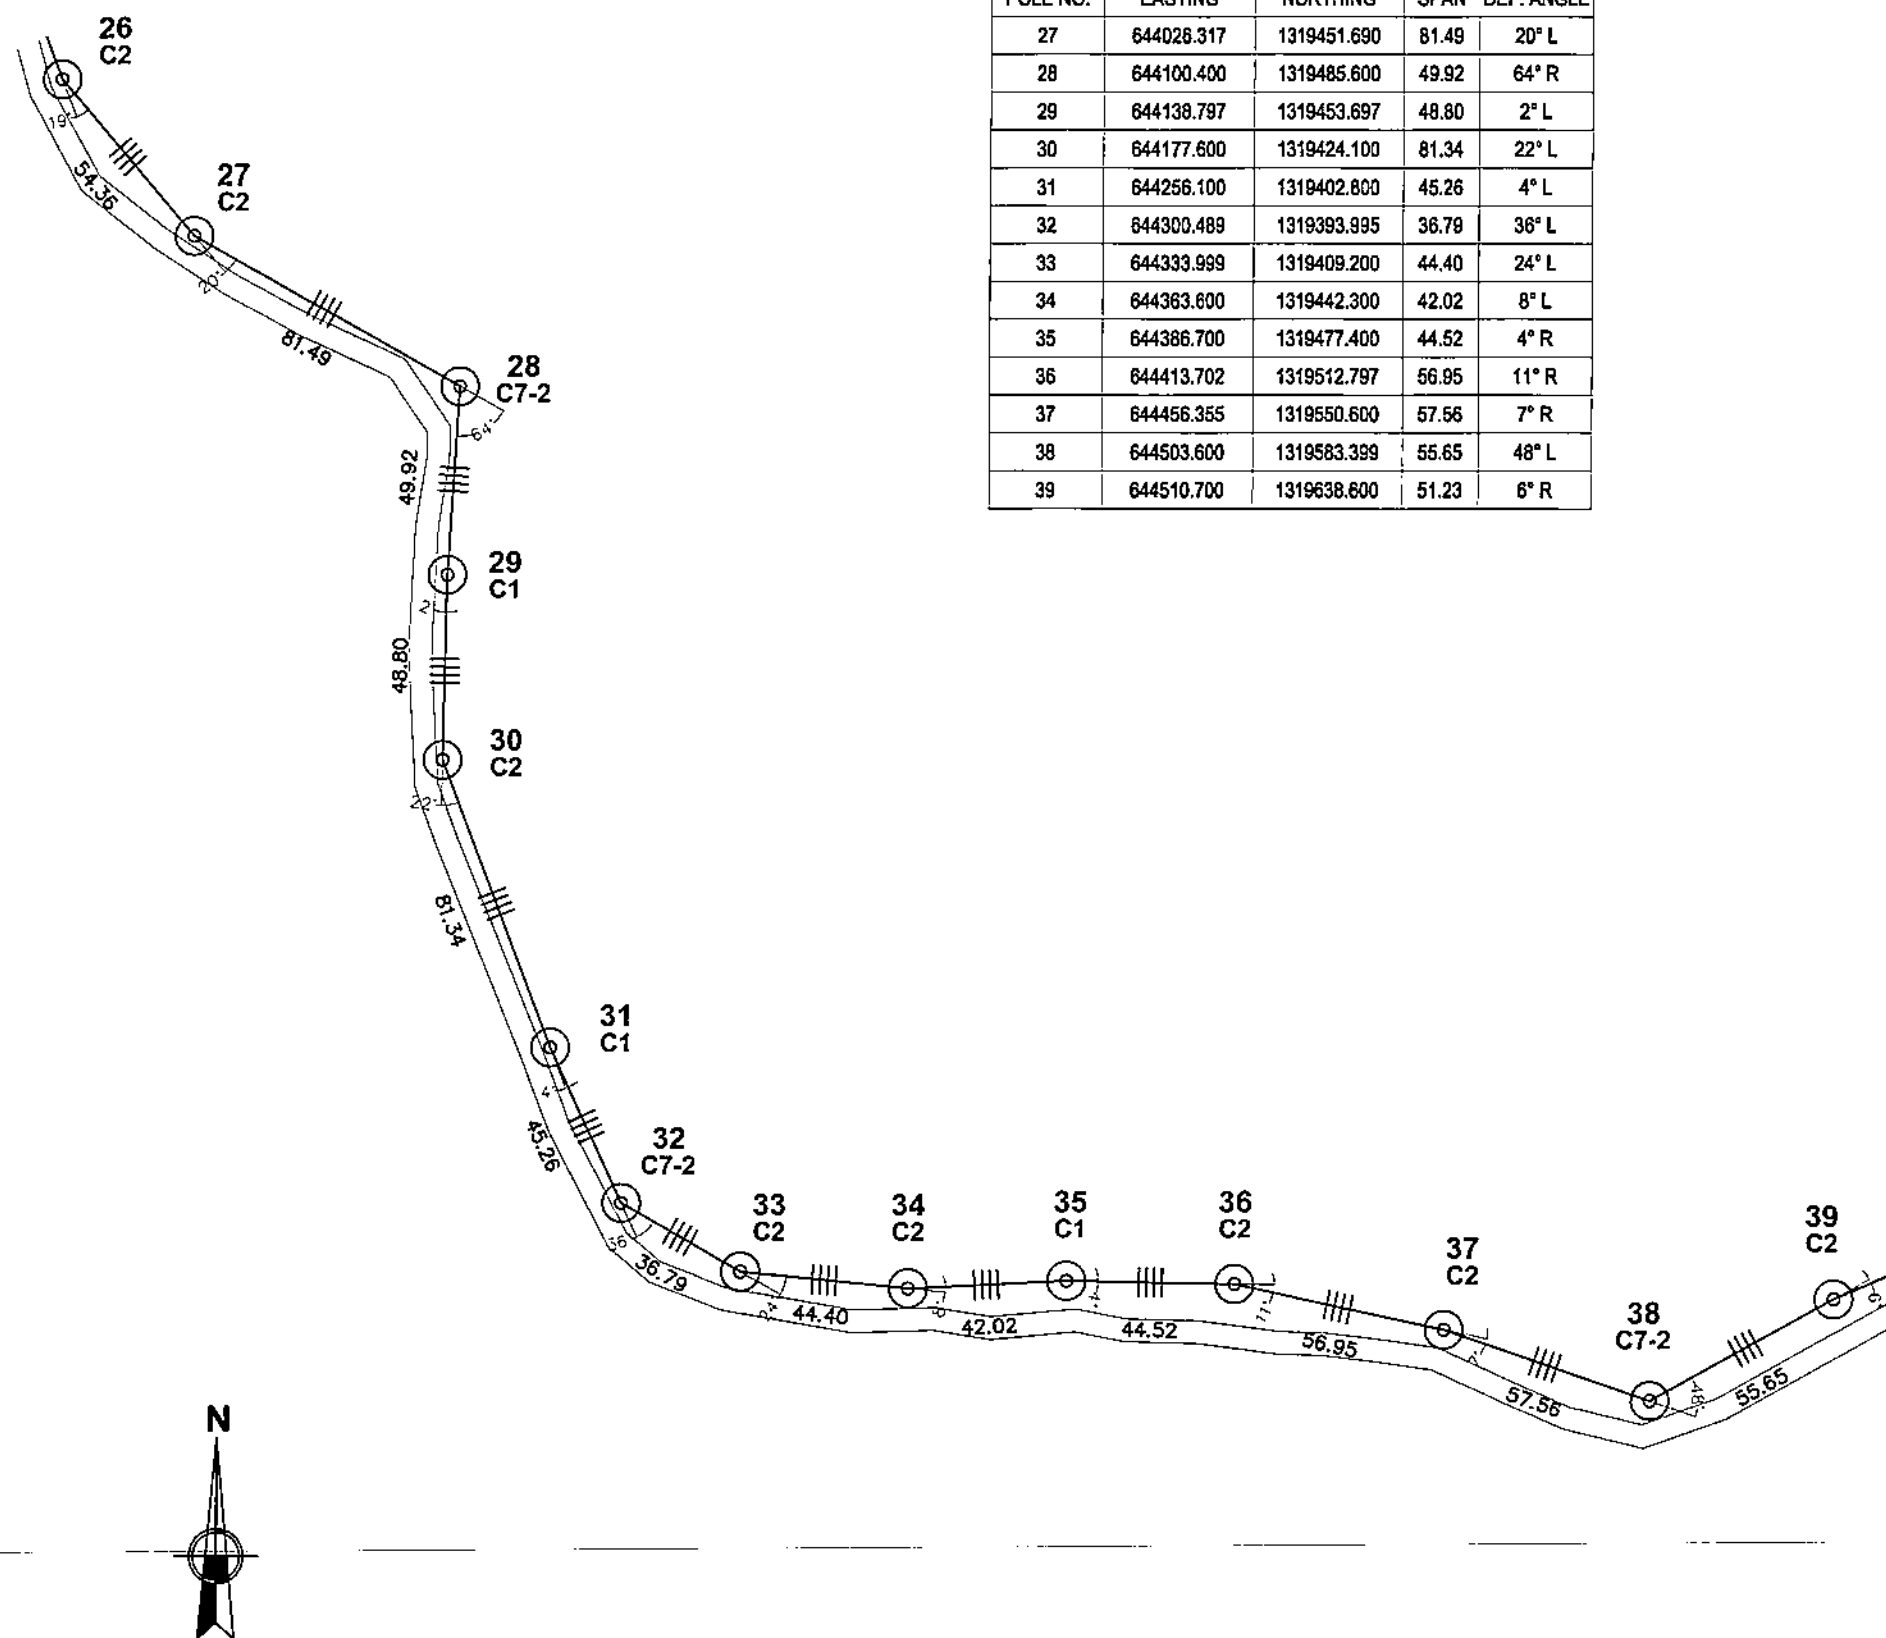 POLE NO. EASTING NORTHING SPAN DEF. ANGLE
27 644028.317 1319451.690 81.49 20° L
28 644100.400 1319485.600 49.92 64° R
29 644138.797 1319453.697 48.80 2° L
30 644177.600 1319424.100 81.34 22° L
31 644256.100 1319402.800 45.26 4° L
32 644300.489 1319393.995 36.79 36° L
33 644333.999 1319409.200 44.40 24° L
34 644363.600 1319442.300 42.02 8° L
35 644386.700 1319477.400 44.52 4° R
36 644413.702 1319512.797 56.95 11° R
37 644456.355 1319550.600 57.56 7° R
38 644503.600 1319583.399 55.65 48° L
39 644510.700 1319638.600 51.23 6° R
26
C2
19°
54.36
27
C2
20°
81.49
28
C7-2
64°
49.92
29
C1
2°
48.80
30
C2
22°
81.34
31
C1
4°
45.26
32
C7-2
36°
36.79
33
C2
24°
44.40
34
C2
8°
42.02
35
C1
4°
44.52
36
C2
11°
56.95
37
C2
7°
57.56
38
C7-2
48°
55.65
39
C2
6°
N